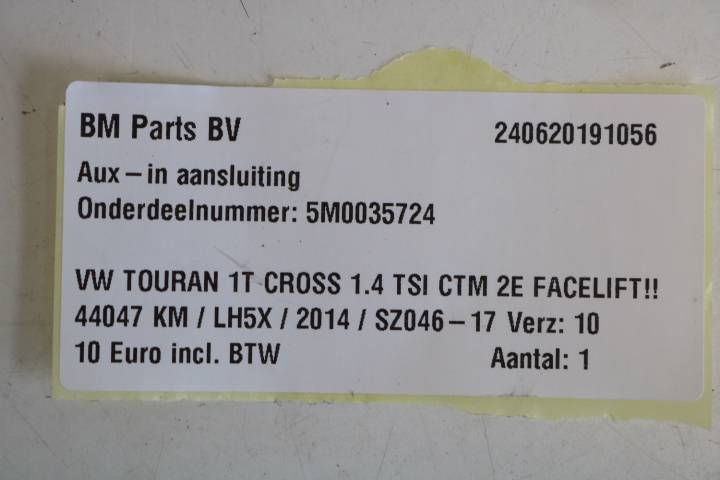 BM Parts BV 240620191056
Aux-in aansluiting
Onderdeelnummer: 5M0035724
VW TOURAN 1T CROSS 1.4 TSI CTM 2E FACELIFT!!
44047 KM / LH5X / 2014 / SZ046-17 Verz: 10
10 Euro incl. BTW Aantal: 1